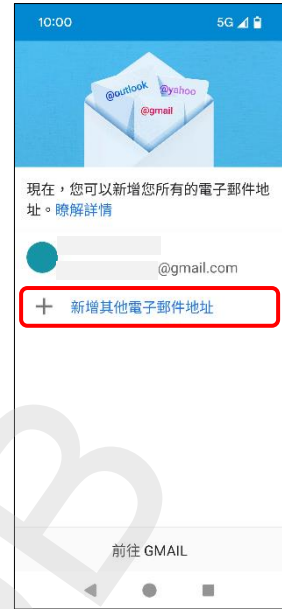 10:00 5G
@outlook @yahoo
@gmail
現在，您可以新增您所有的電子郵件地
址。瞭解詳情
@gmail.com
新增其他電子郵件地址
前往 GMAIL